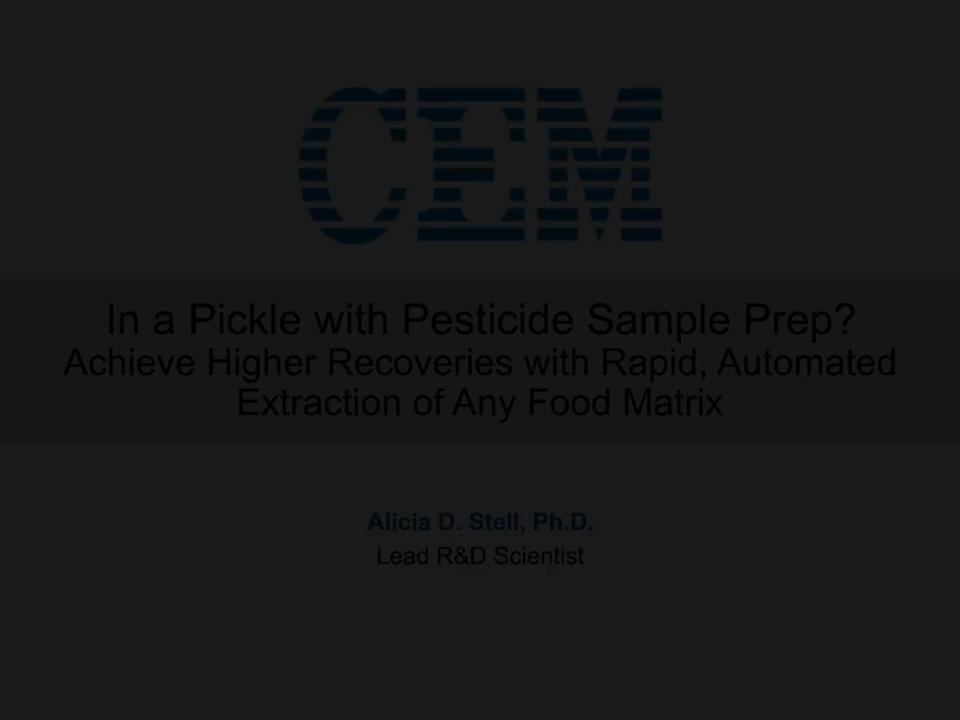 CEM
In a Pickle with Pesticide Sample Prep?
Achieve Higher Recoveries with Rapid, Automated
Extraction of Any Food Matrix
Alicia D. Stell, Ph.D.
Lead R&D Scientist